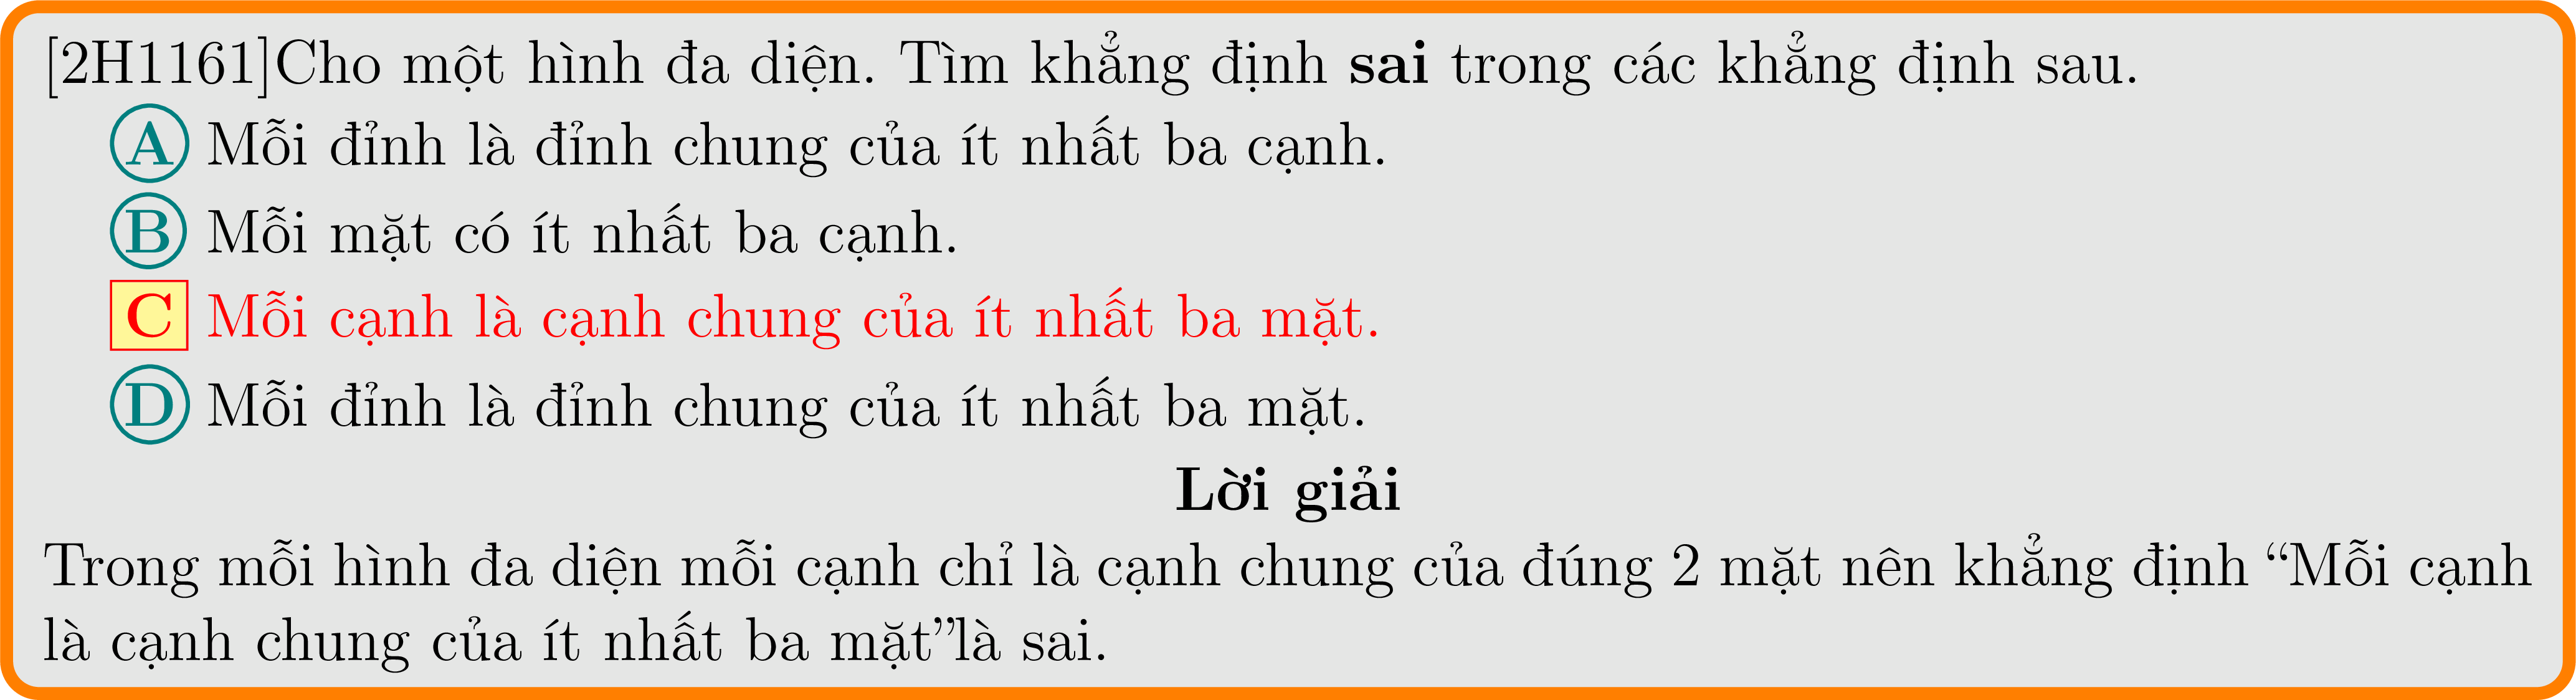 [2H1161]Cho một hình đa diện. Tìm khẳng định sai trong các khẳng định sau.
A Mỗi đỉnh là đỉnh chung của ít nhất ba cạnh.
B Mỗi mặt có ít nhất ba cạnh.
C Mỗi cạnh là cạnh chung của ít nhất ba mặt.
D Mỗi đỉnh là đỉnh chung của ít nhất ba mặt.
Lời giải
Trong mỗi hình đa diện mỗi cạnh chỉ là cạnh chung của đúng 2 mặt nên khẳng định “Mỗi cạnh
là cạnh chung của ít nhất ba mặt”là sai.